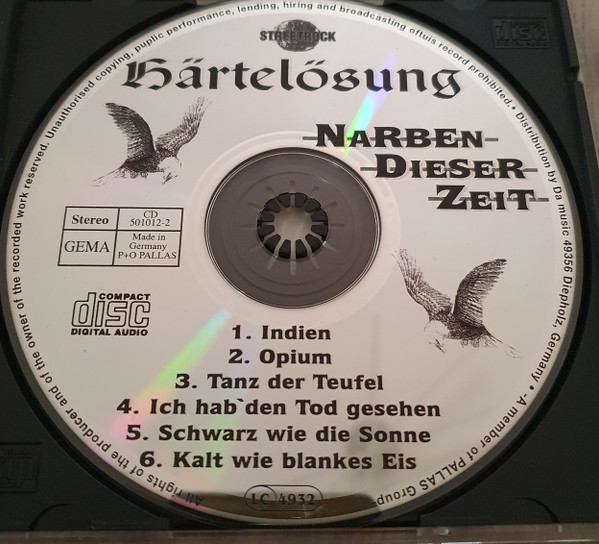 All rights of the producer and of the owner of the recorded work reserved. Unauthorised copying, puplic performance, lending, hiring and broadcasting oftuis record prohibited. • Distribution by Da music 49356 Diepholz, Germany • -A member of PALLAS Group-
STREETROCK
Härtelösung
NARBEN
DIESER
ZEIT
Stereo
CD
501012-2
GEMA
Made in
Germany
P+O PALLAS
COMPACT
disc
DIGITAL AUDIO
1. Indien
2. Opium
3. Tanz der Teufel
4. Ich hab`den Tod gesehen
5. Schwarz wie die Sonne
6. Kalt wie blankes Eis
LC 4932